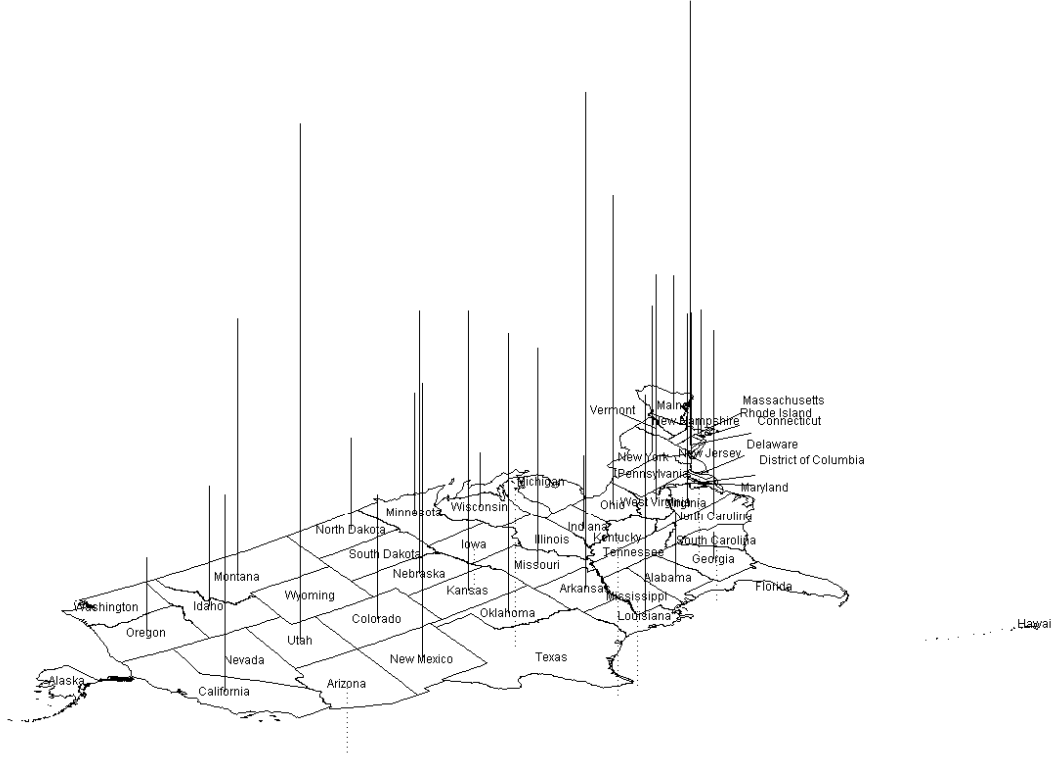 Massachusetts
Maine
Vermont
Rhode Island
New Hampshire
Connecticut
Delaware
New York
New Jersey
District of Columbia
Pennsylvania
Michigan
Maryland
West Virginia
Virginia
Ohio
Wisconsin
Minnesota
North Carolina
Indiana
North Dakota
Kentucky
Illinois
South Carolina
Iowa
Tennessee
South Dakota
Georgia
Missouri
Nebraska
Montana
Alabama
Florida
Arkansas
Kansas
Wyoming
Mississippi
Washington
Idaho
Oklahoma
Louisiana
Colorado
Hawai
Oregon
Utah
Texas
New Mexico
Nevada
Alaska
Arizona
California